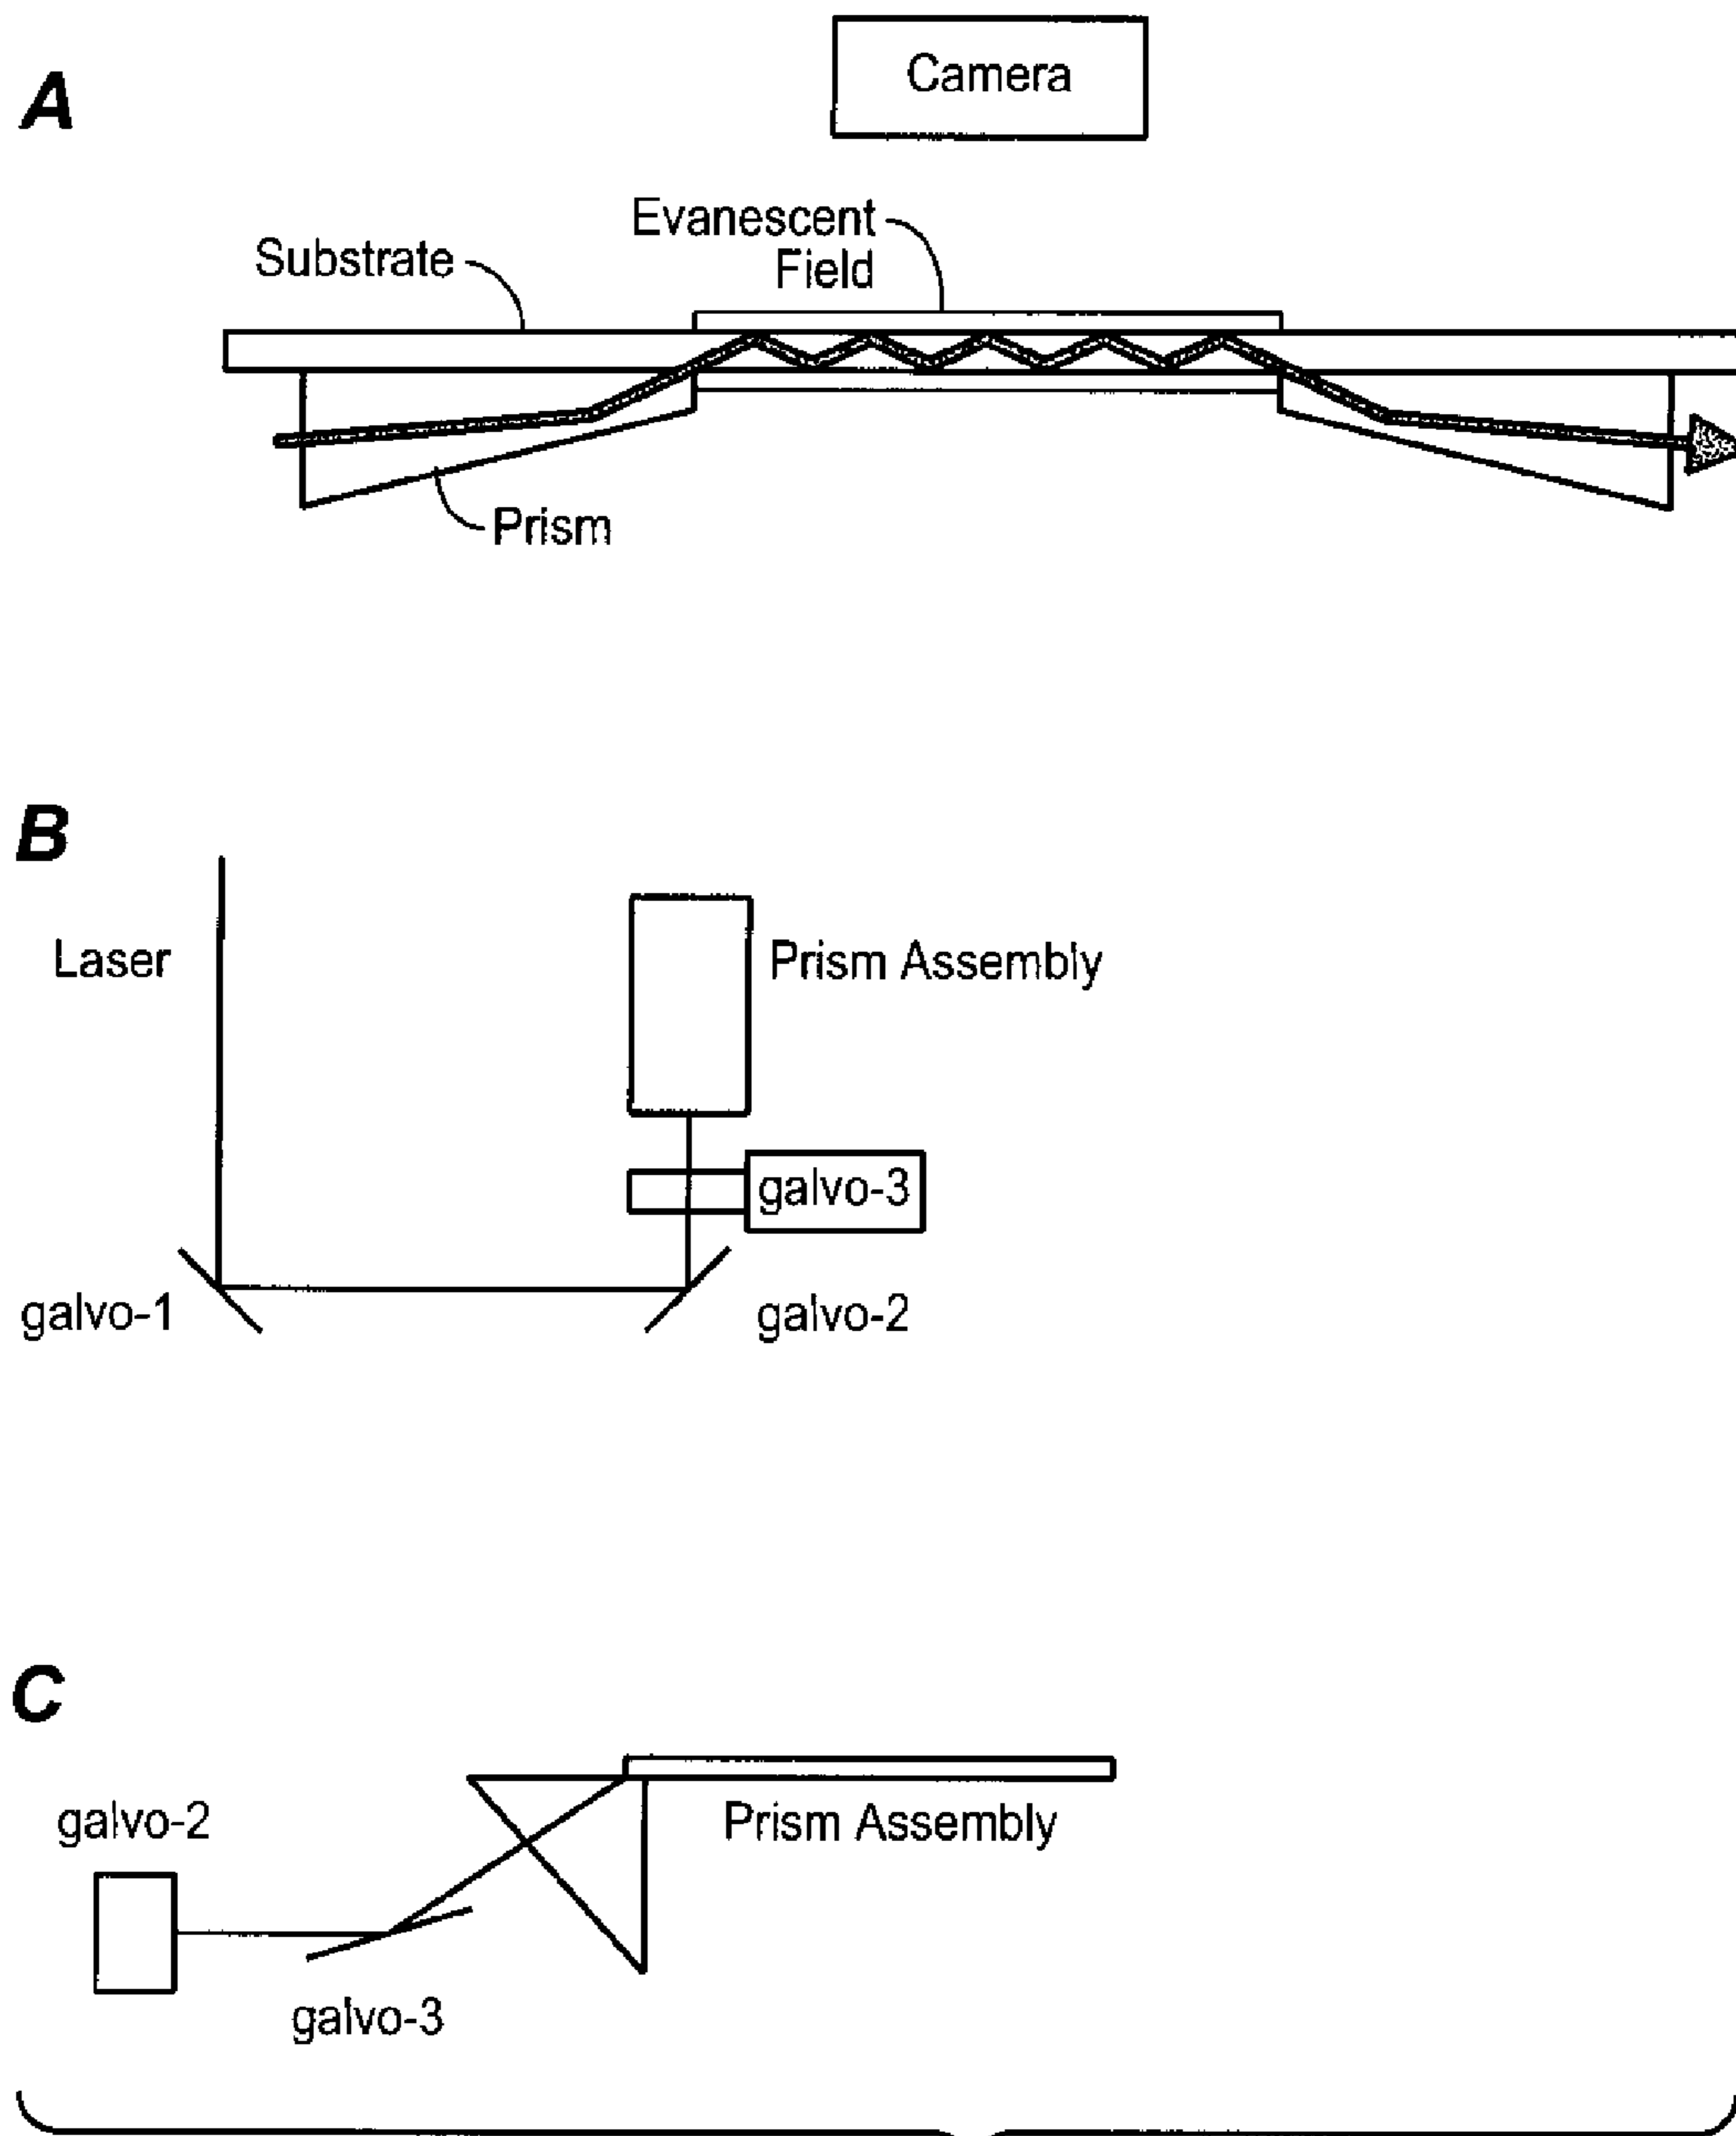 A
Camera
Evanescent
Field
Substrate
Prism
B
Laser
Prism Assembly
galvo-3
galvo-1
galvo-2
C
galvo-2
Prism Assembly
galvo-3